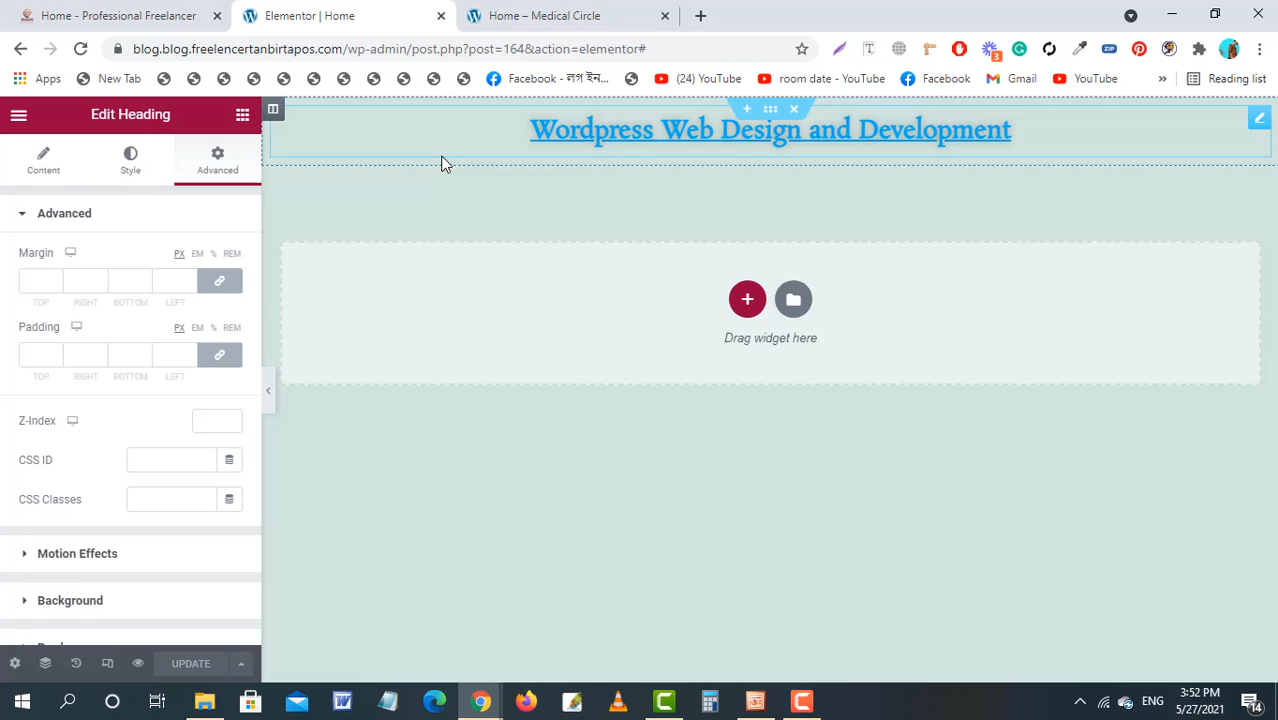 Home - Professional Freelancer
Elementor | Home
Home – Medical Circle
blog.blog.freelencertanbirtapos.com/wp-admin/post.php?post=164&action=elementor#
Apps
New Tab
Facebook - লগ ইন...
(24) YouTube
room date - YouTube
Facebook
Gmail
YouTube
»
Reading list
Edit Heading
Wordpress Web Design and Development
Content
Style
Advanced
Advanced
Margin
PX EM % REM
TOP RIGHT BOTTOM LEFT
Padding
PX EM % REM
TOP RIGHT BOTTOM LEFT
Drag widget here
Z-Index
CSS ID
CSS Classes
Motion Effects
Background
UPDATE
ENG
3:52 PM
5/27/2021
14